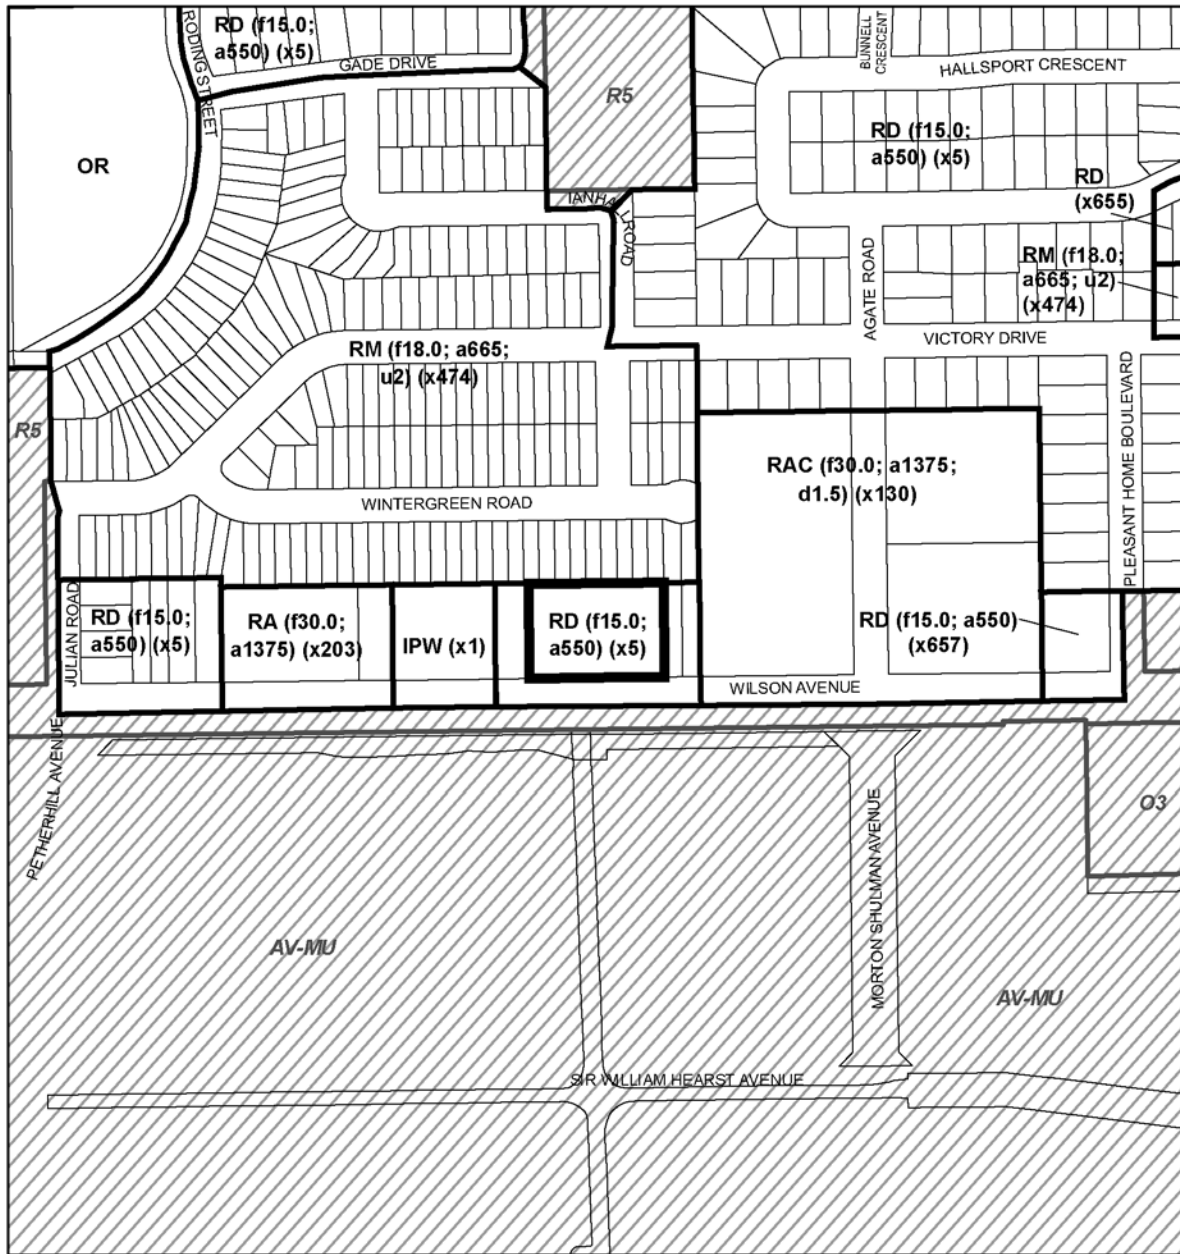 RODING STREET
RD (f15.0;
a550) (x5)
GADE DRIVE
R5
BUNNELL
CRESCENT
HALLSPORT CRESCENT
OR
RD (f15.0;
a550) (x5)
RD
(x655)
IANHALL ROAD
AGATE ROAD
RM (f18.0;
a665; u2)
(x474)
VICTORY DRIVE
RM (f18.0; a665;
u2) (x474)
PLEASANT HOME BOULEVARD
R5
RAC (f30.0; a1375;
d1.5) (x130)
WINTERGREEN ROAD
JULIAN ROAD
RD (f15.0;
a550) (x5)
RA (f30.0;
a1375) (x203)
IPW (x1)
RD (f15.0;
a550) (x5)
RD (f15.0; a550)
(x657)
WILSON AVENUE
PETHERHILL AVENUE
MORTON SHULMAN AVENUE
O3
AV-MU
AV-MU
SIR WILLIAM HEARST AVENUE